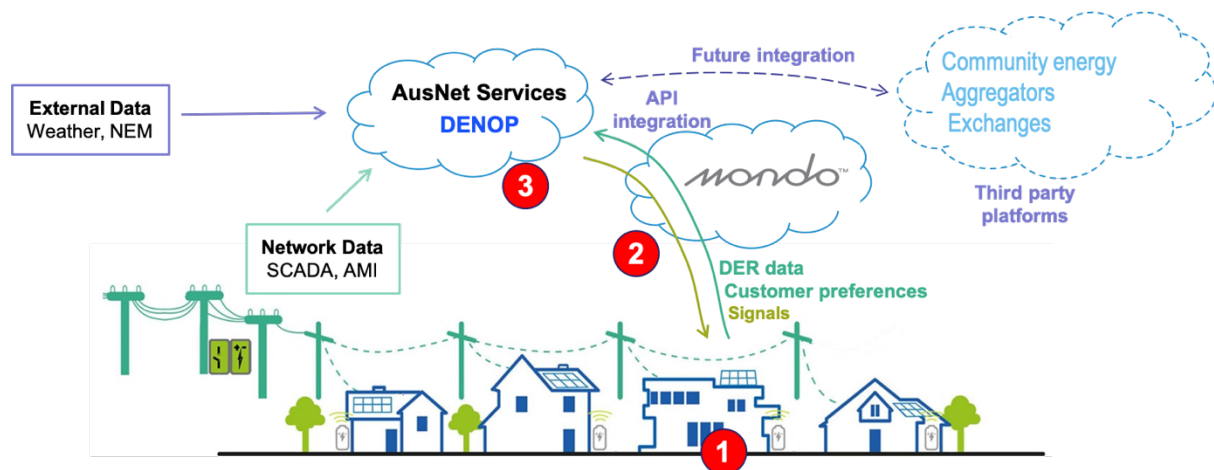 Future integration
Community energy
Aggregators
Exchanges
Third party
platforms
External Data
Weather, NEM
AusNet Services
DENOP
API
integration
mondo™
3
Network Data
SCADA, AMI
2
DER data
Customer preferences
Signals
1